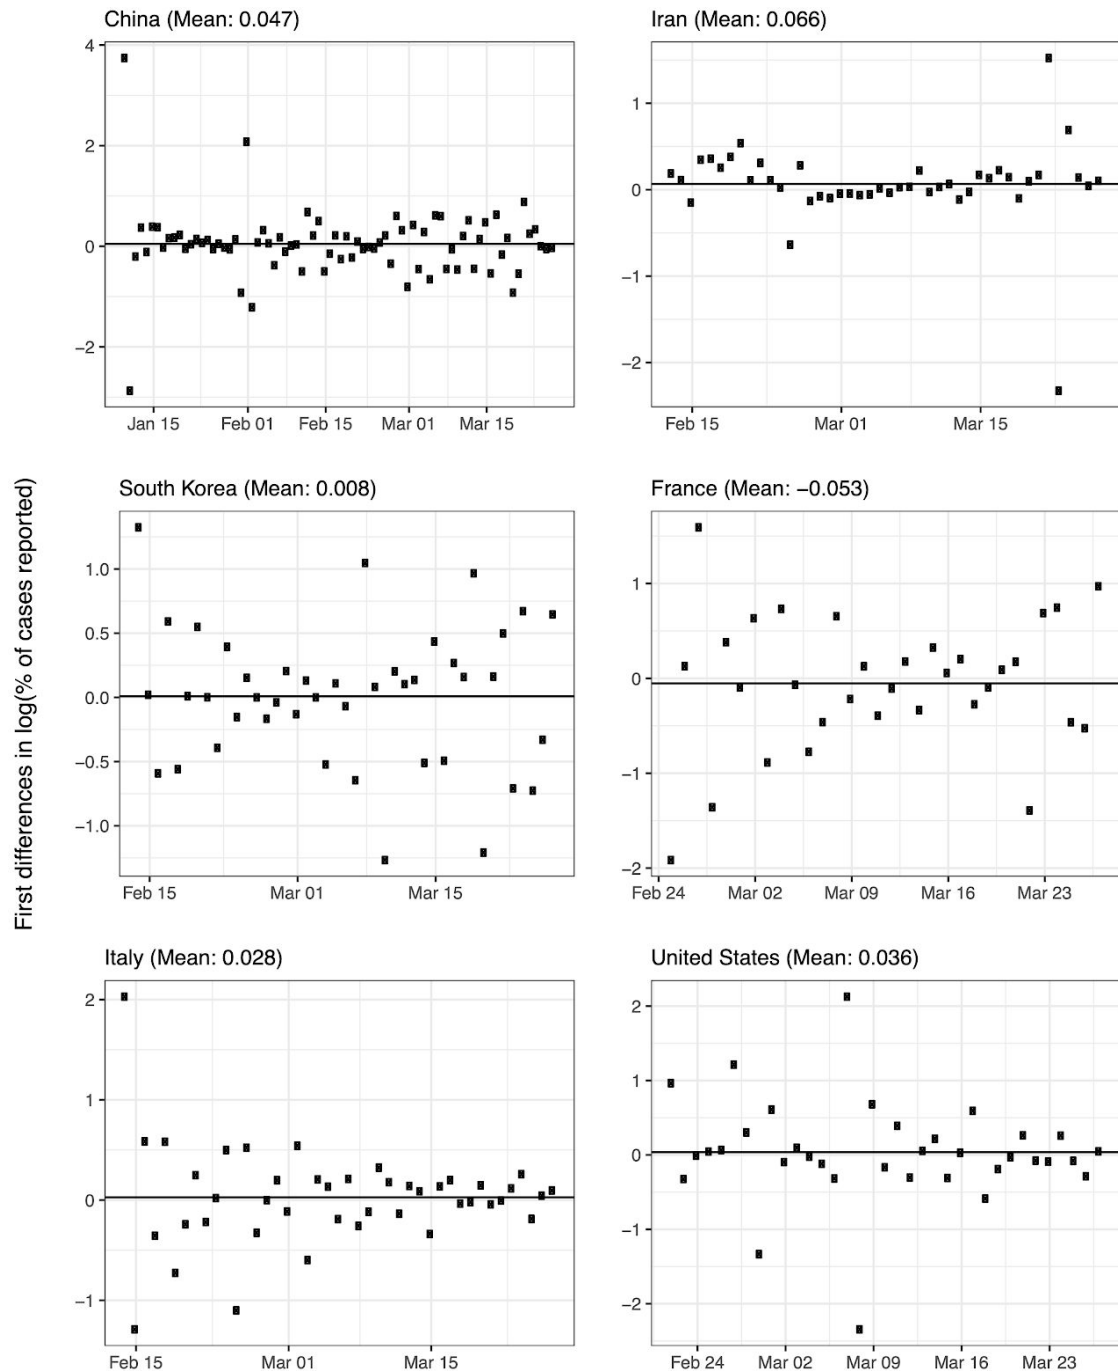 First differences in log(% of cases reported)
China (Mean: 0.047)
4
2
0
−2
Jan 15 Feb 01 Feb 15 Mar 01 Mar 15
Iran (Mean: 0.066)
1
0
−1
−2
Feb 15 Mar 01 Mar 15
South Korea (Mean: 0.008)
1.0
0.5
0.0
−0.5
−1.0
Feb 15 Mar 01 Mar 15
France (Mean: −0.053)
1
0
−1
−2
Feb 24 Mar 02 Mar 09 Mar 16 Mar 23
Italy (Mean: 0.028)
2
1
0
−1
Feb 15 Mar 01 Mar 15
United States (Mean: 0.036)
2
1
0
−1
−2
Feb 24 Mar 02 Mar 09 Mar 16 Mar 23